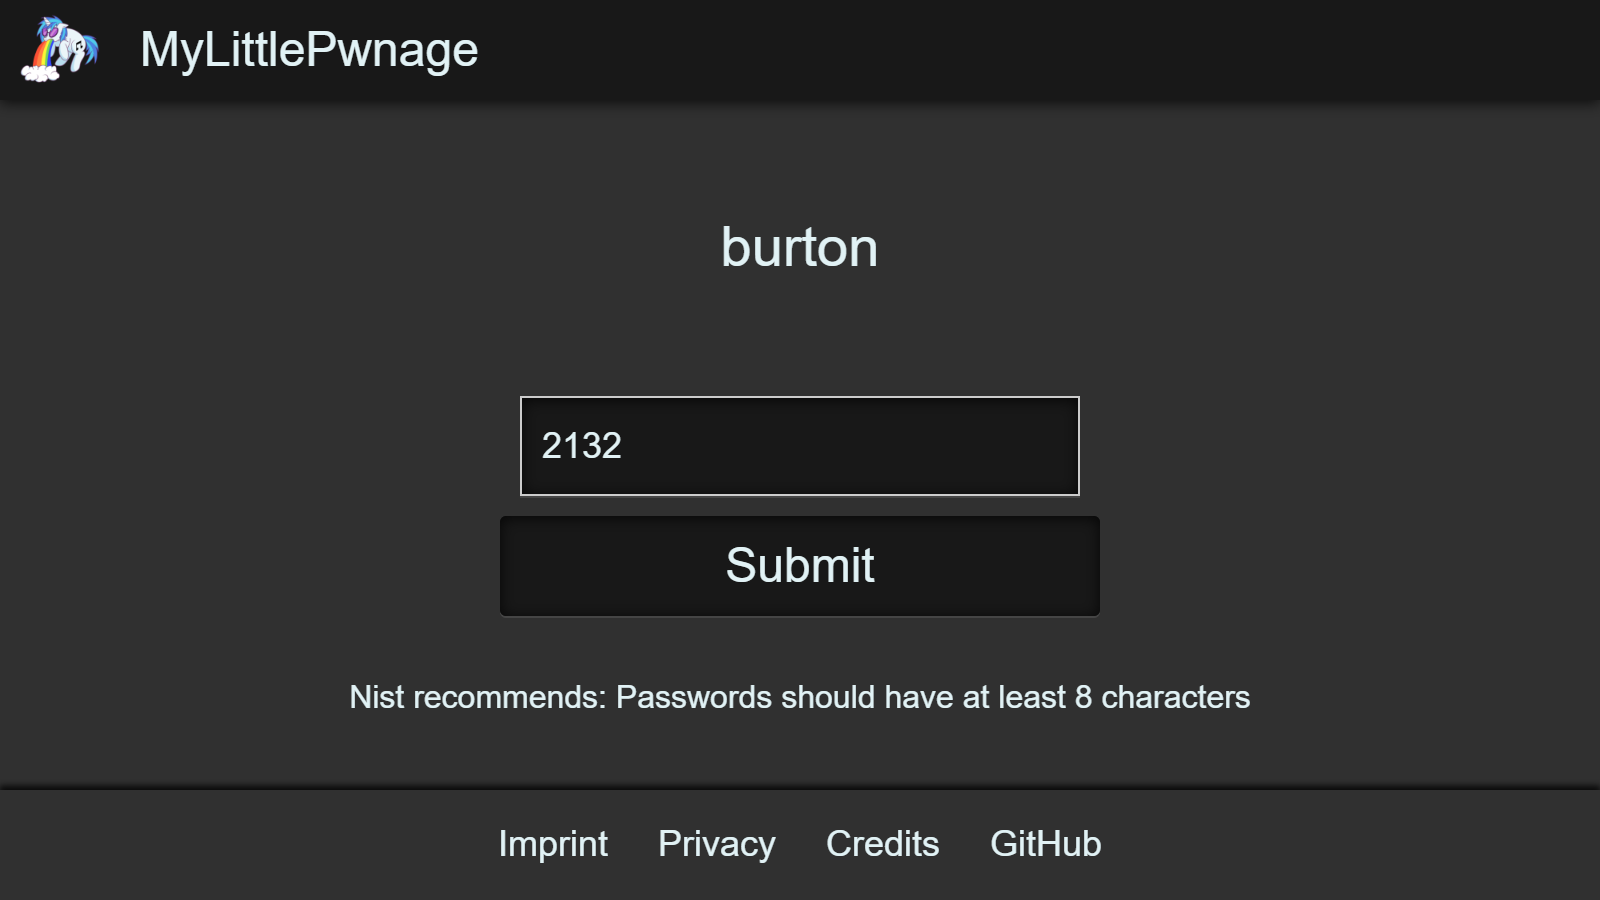 MyLittlePwnage
burton
2132
Submit
Nist recommends: Passwords should have at least 8 characters
Imprint Privacy Credits GitHub